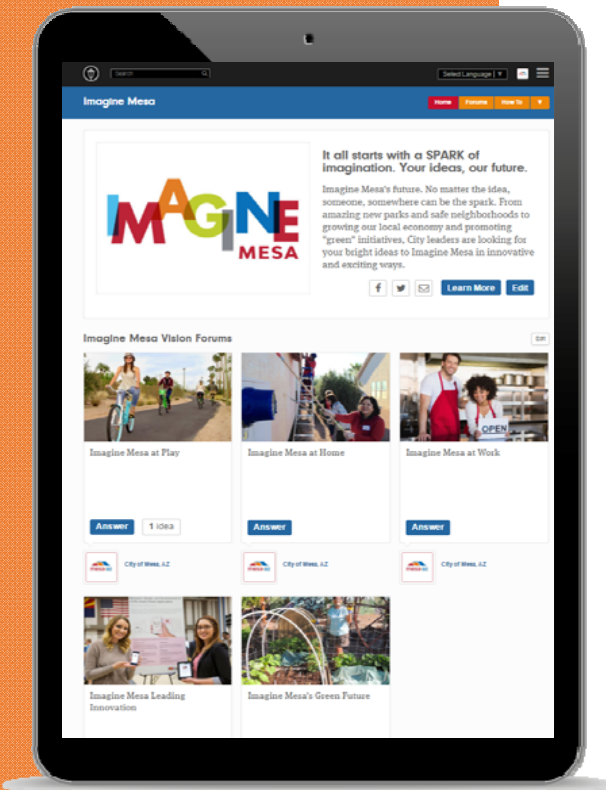 Search
Select Language | ▼
Imagine Mesa
Home Forums How To ▼
IMAGINE
MESA
It all starts with a SPARK of
imagination. Your ideas, our future.
Imagine Mesa's future. No matter the idea,
someone, somewhere can be the spark. From
amazing new parks and safe neighborhoods to
growing our local economy and promoting
"green" initiatives, City leaders are looking for
your bright ideas to Imagine Mesa in innovative
and exciting ways.
Learn More Edit
Imagine Mesa Vision Forums
Edit
OPEN
Imagine Mesa at Play
Imagine Mesa at Home
Imagine Mesa at Work
Answer 1 idea
Answer
Answer
City of Mesa, AZ
City of Mesa, AZ
City of Mesa, AZ
Imagine Mesa Leading
Innovation
Imagine Mesa's Green Future